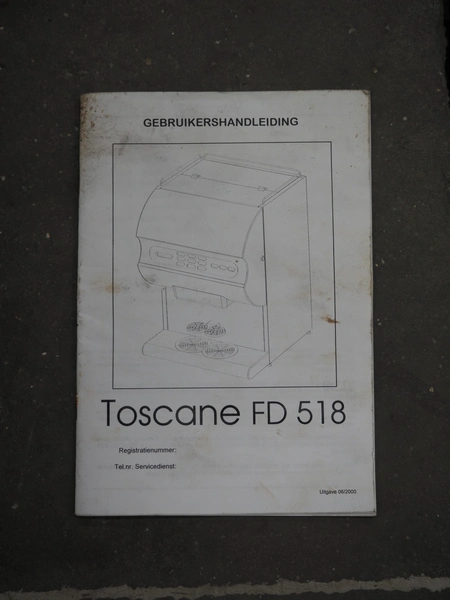 GEBRUIKERSHANDLEIDING
Toscane FD 518
Registratienummer:
Tel.nr. Servicedienst:
Uitgave 06/2000